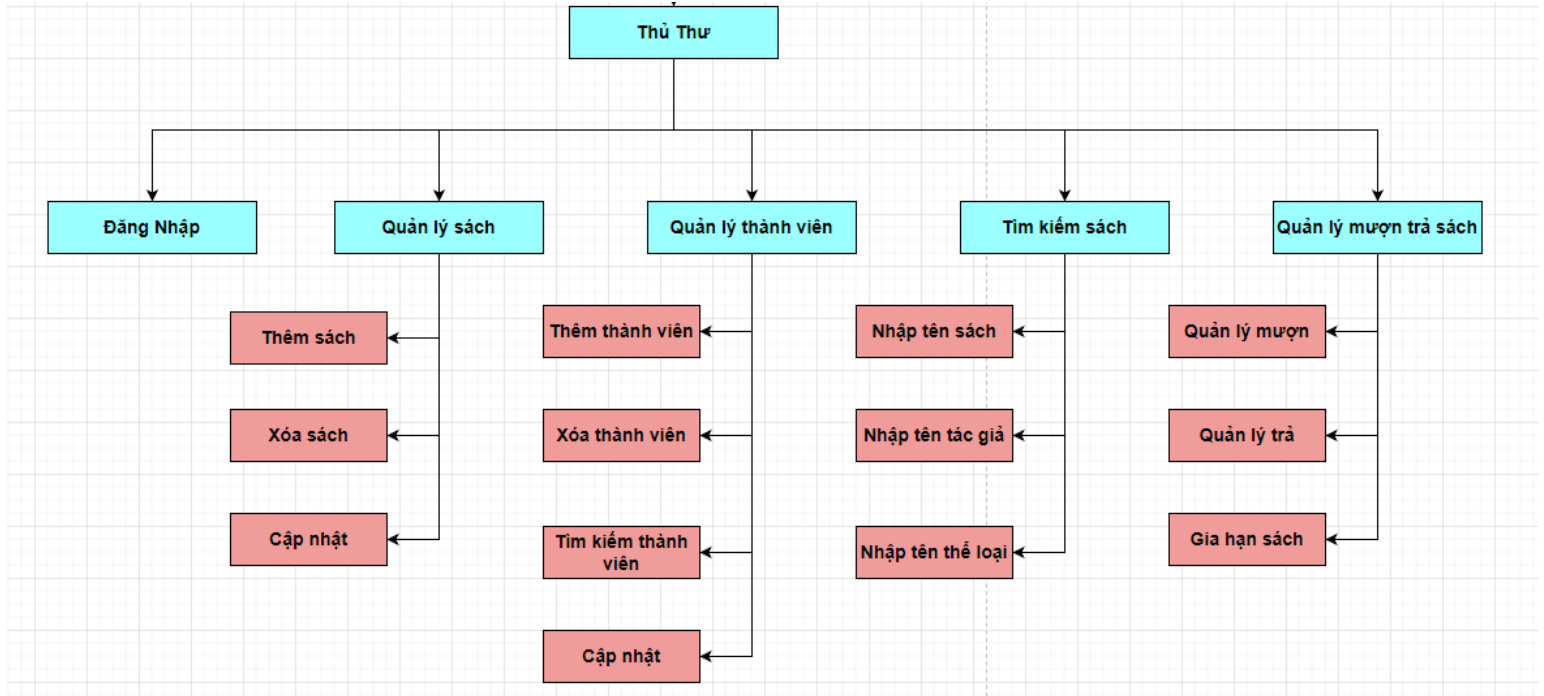 Thủ Thư
Đăng Nhập
Quản lý sách
Quản lý thành viên
Tìm kiếm sách
Quản lý mượn trả sách
Thêm sách
Xóa sách
Cập nhật
Thêm thành viên
Xóa thành viên
Tìm kiếm thành
viên
Cập nhật
Nhập tên sách
Nhập tên tác giả
Nhập tên thể loại
Quản lý mượn
Quản lý trả
Gia hạn sách